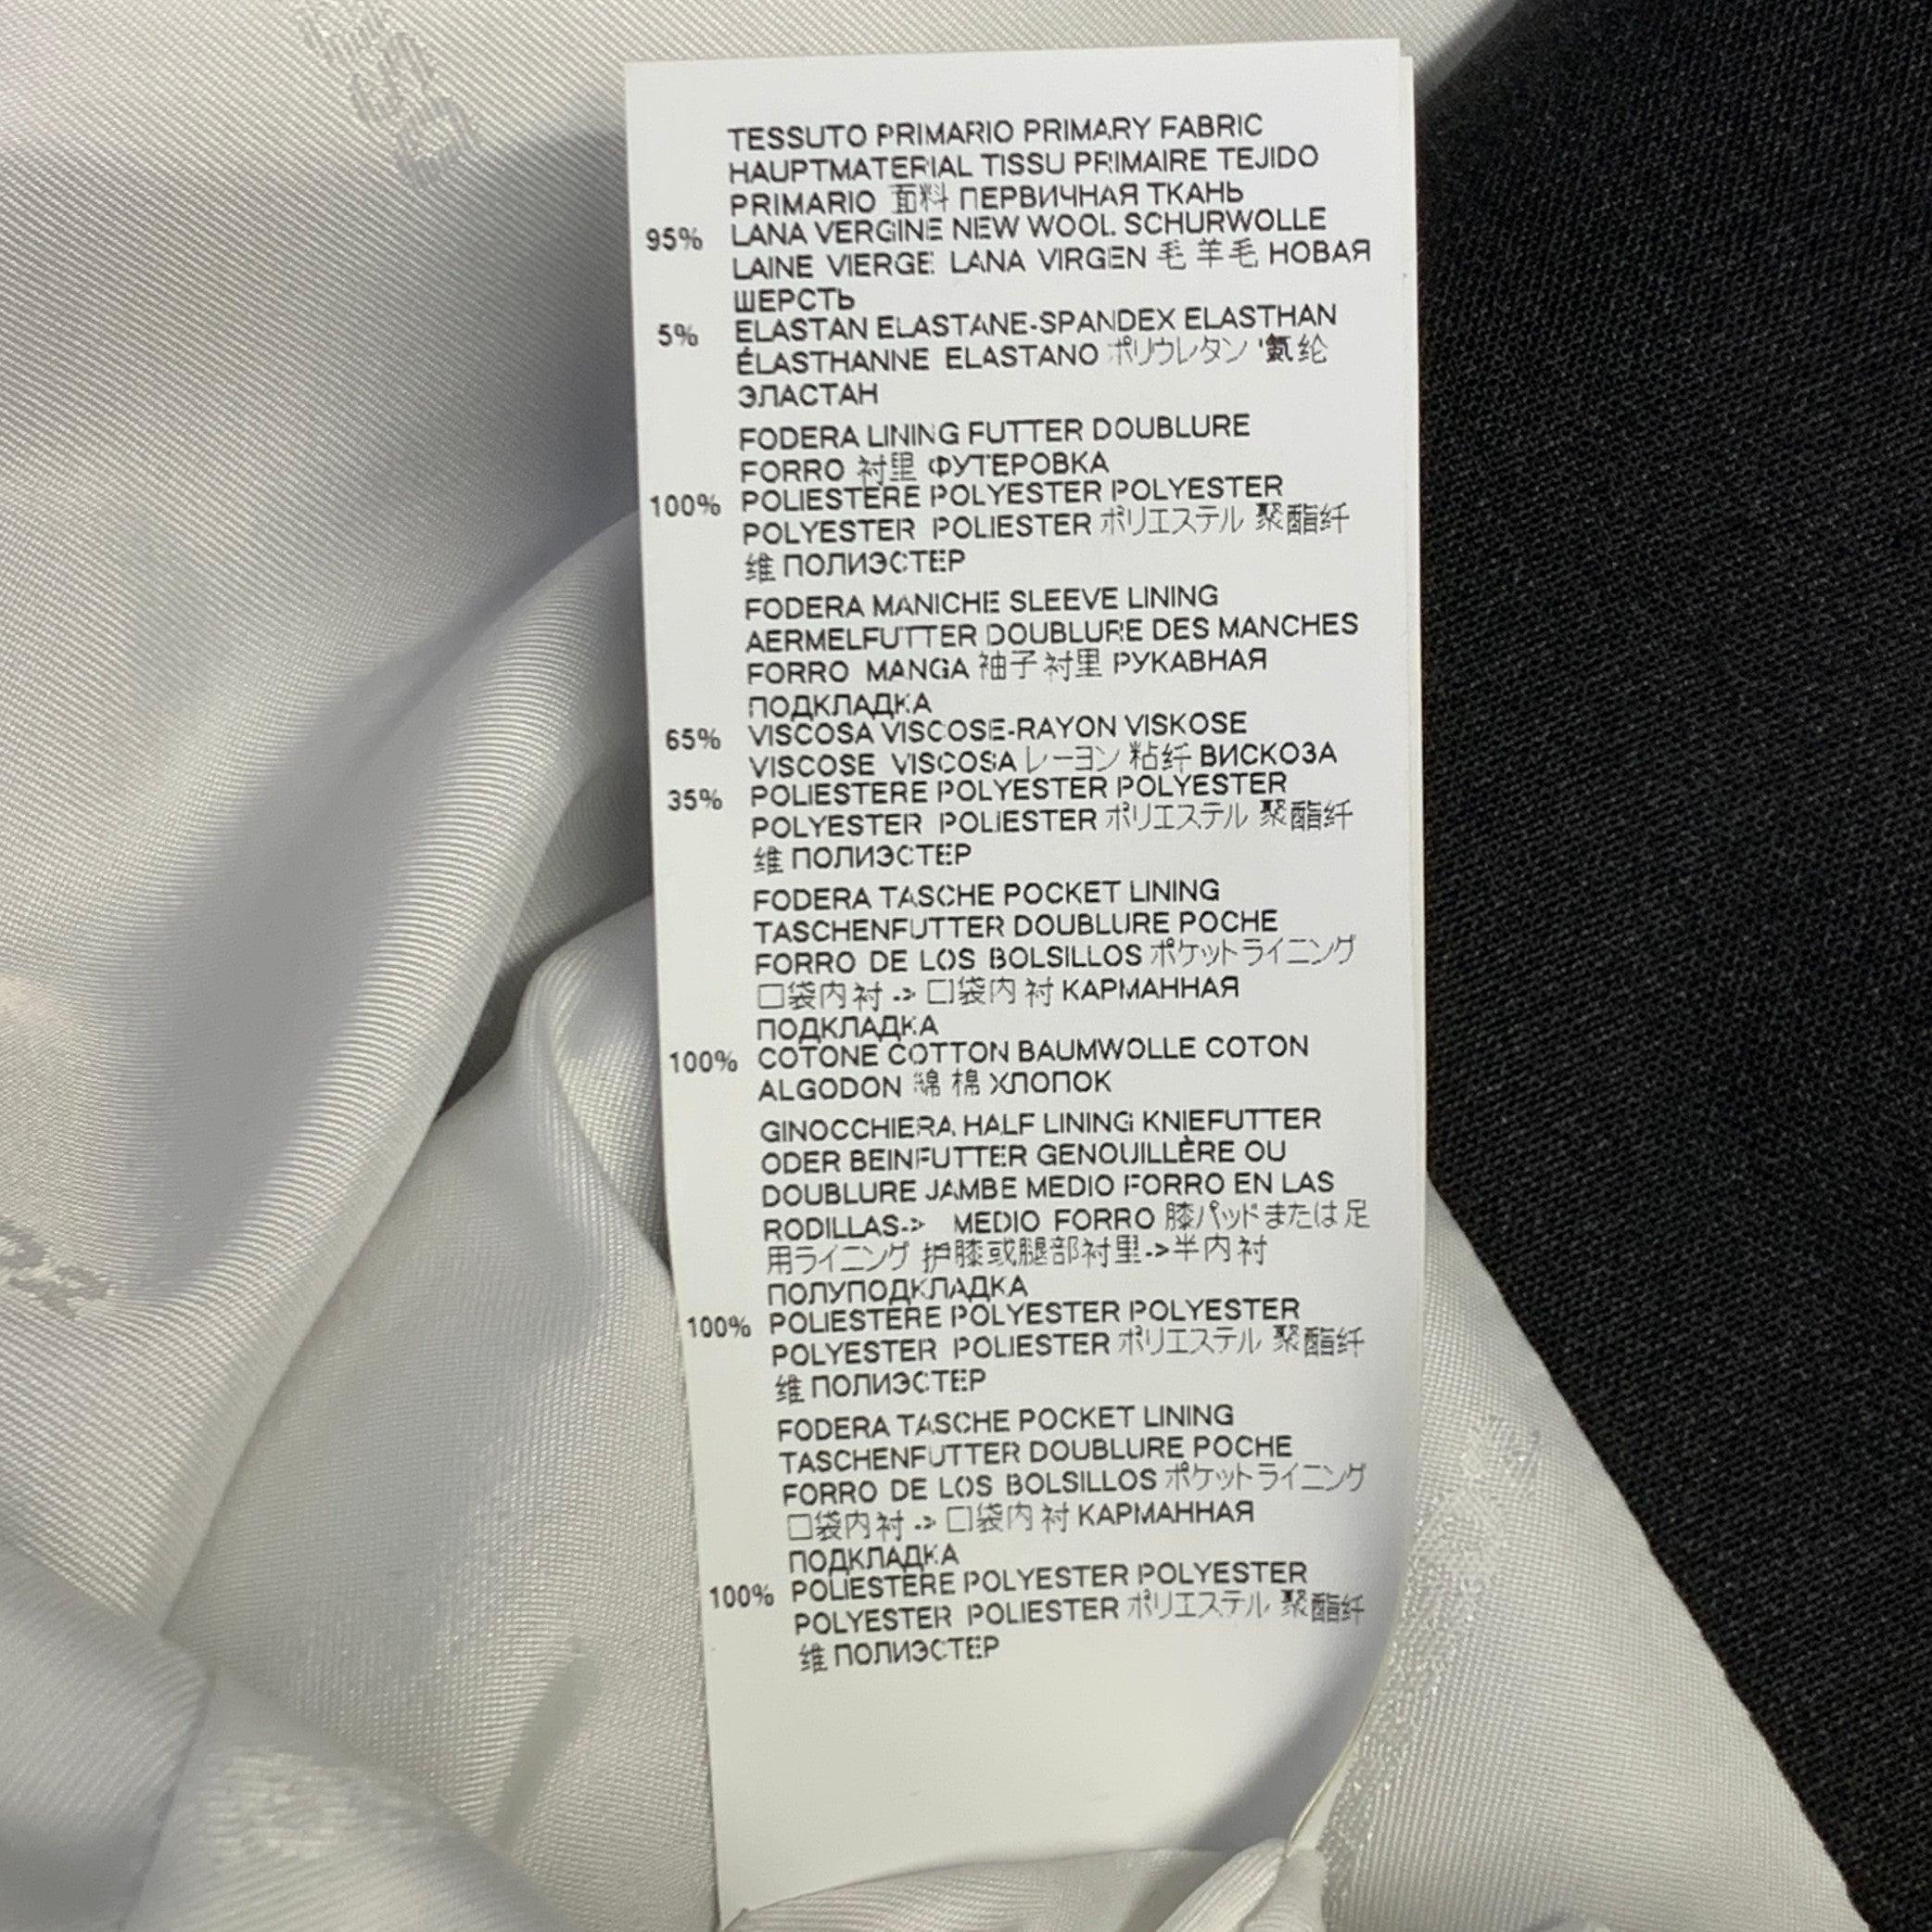 TESSUTO PRIMARIO PRIMARY FABRIC
HAUPTMATERIAL TISSU PRIMAIRE TEJIDO
PRIMARIO 面料 ПЕРВИЧНАЯ ТКАНЬ
95% LANA VERGINE NEW WOOL SCHURWOLLE
LAINE VIERGE LANA VIRGEN 毛 羊毛 НОВАЯ
ШЕРСТЬ
5% ELASTAN ELASTANE-SPANDEX ELASTHAN
ÉLASTHANNE ELASTANO ポリウレタン '氨纶
ЭЛАСТАН
FODERA LINING FUTTER DOUBLURE
FORRO 衬里 ФУТЕРОВКА
100% POLIESTERE POLYESTER POLYESTER
POLYESTER POLIESTER ポリエステル 聚酯纤
维 ПОЛИЭСТЕР
FODERA MANICHE SLEEVE LINING
AERMELFUTTER DOUBLURE DES MANCHES
FORRO MANGA 袖子衬里 РУКАВНАЯ
ПОДКЛАДКА
65% VISCOSA VISCOSE-RAYON VISKOSE
VISCOSE VISCOSA レーヨン 粘纤 ВИСКОЗА
35% POLIESTERE POLYESTER POLYESTER
POLYESTER POLIESTER ポリエステル 聚酯纤
维 ПОЛИЭСТЕР
FODERA TASCHE POCKET LINING
TASCHENFUTTER DOUBLURE POCHE
FORRO DE LOS BOLSILLOS ポケットライニング
口袋内衬 -> 口袋内衬 КАРМАННАЯ
ПОДКЛАДКА
100% COTONE COTTON BAUMWOLLE COTON
ALGODON 綿 棉 ХЛОПОК
GINOCCHIERA HALF LINING KNIEFUTTER
ODER BEINFUTTER GENOUILLÈRE OU
DOUBLURE JAMBE MEDIO FORRO EN LAS
RODILLAS-> MEDIO FORRO 膝パッドまたは足
用ライニング 护膝或腿部衬里->半内衬
ПОЛУПОДКЛАДКА
100% POLIESTERE POLYESTER POLYESTER
POLYESTER POLIESTER ポリエステル 聚酯纤
维 ПОЛИЭСТЕР
FODERA TASCHE POCKET LINING
TASCHENFUTTER DOUBLURE POCHE
FORRO DE LOS BOLSILLOS ポケットライニング
口袋内衬 -> 口袋内衬 КАРМАННАЯ
ПОДКЛАДКА
100% POLIESTERE POLYESTER POLYESTER
POLYESTER POLIESTER ポリエステル 聚酯纤
维 ПОЛИЭСТЕР